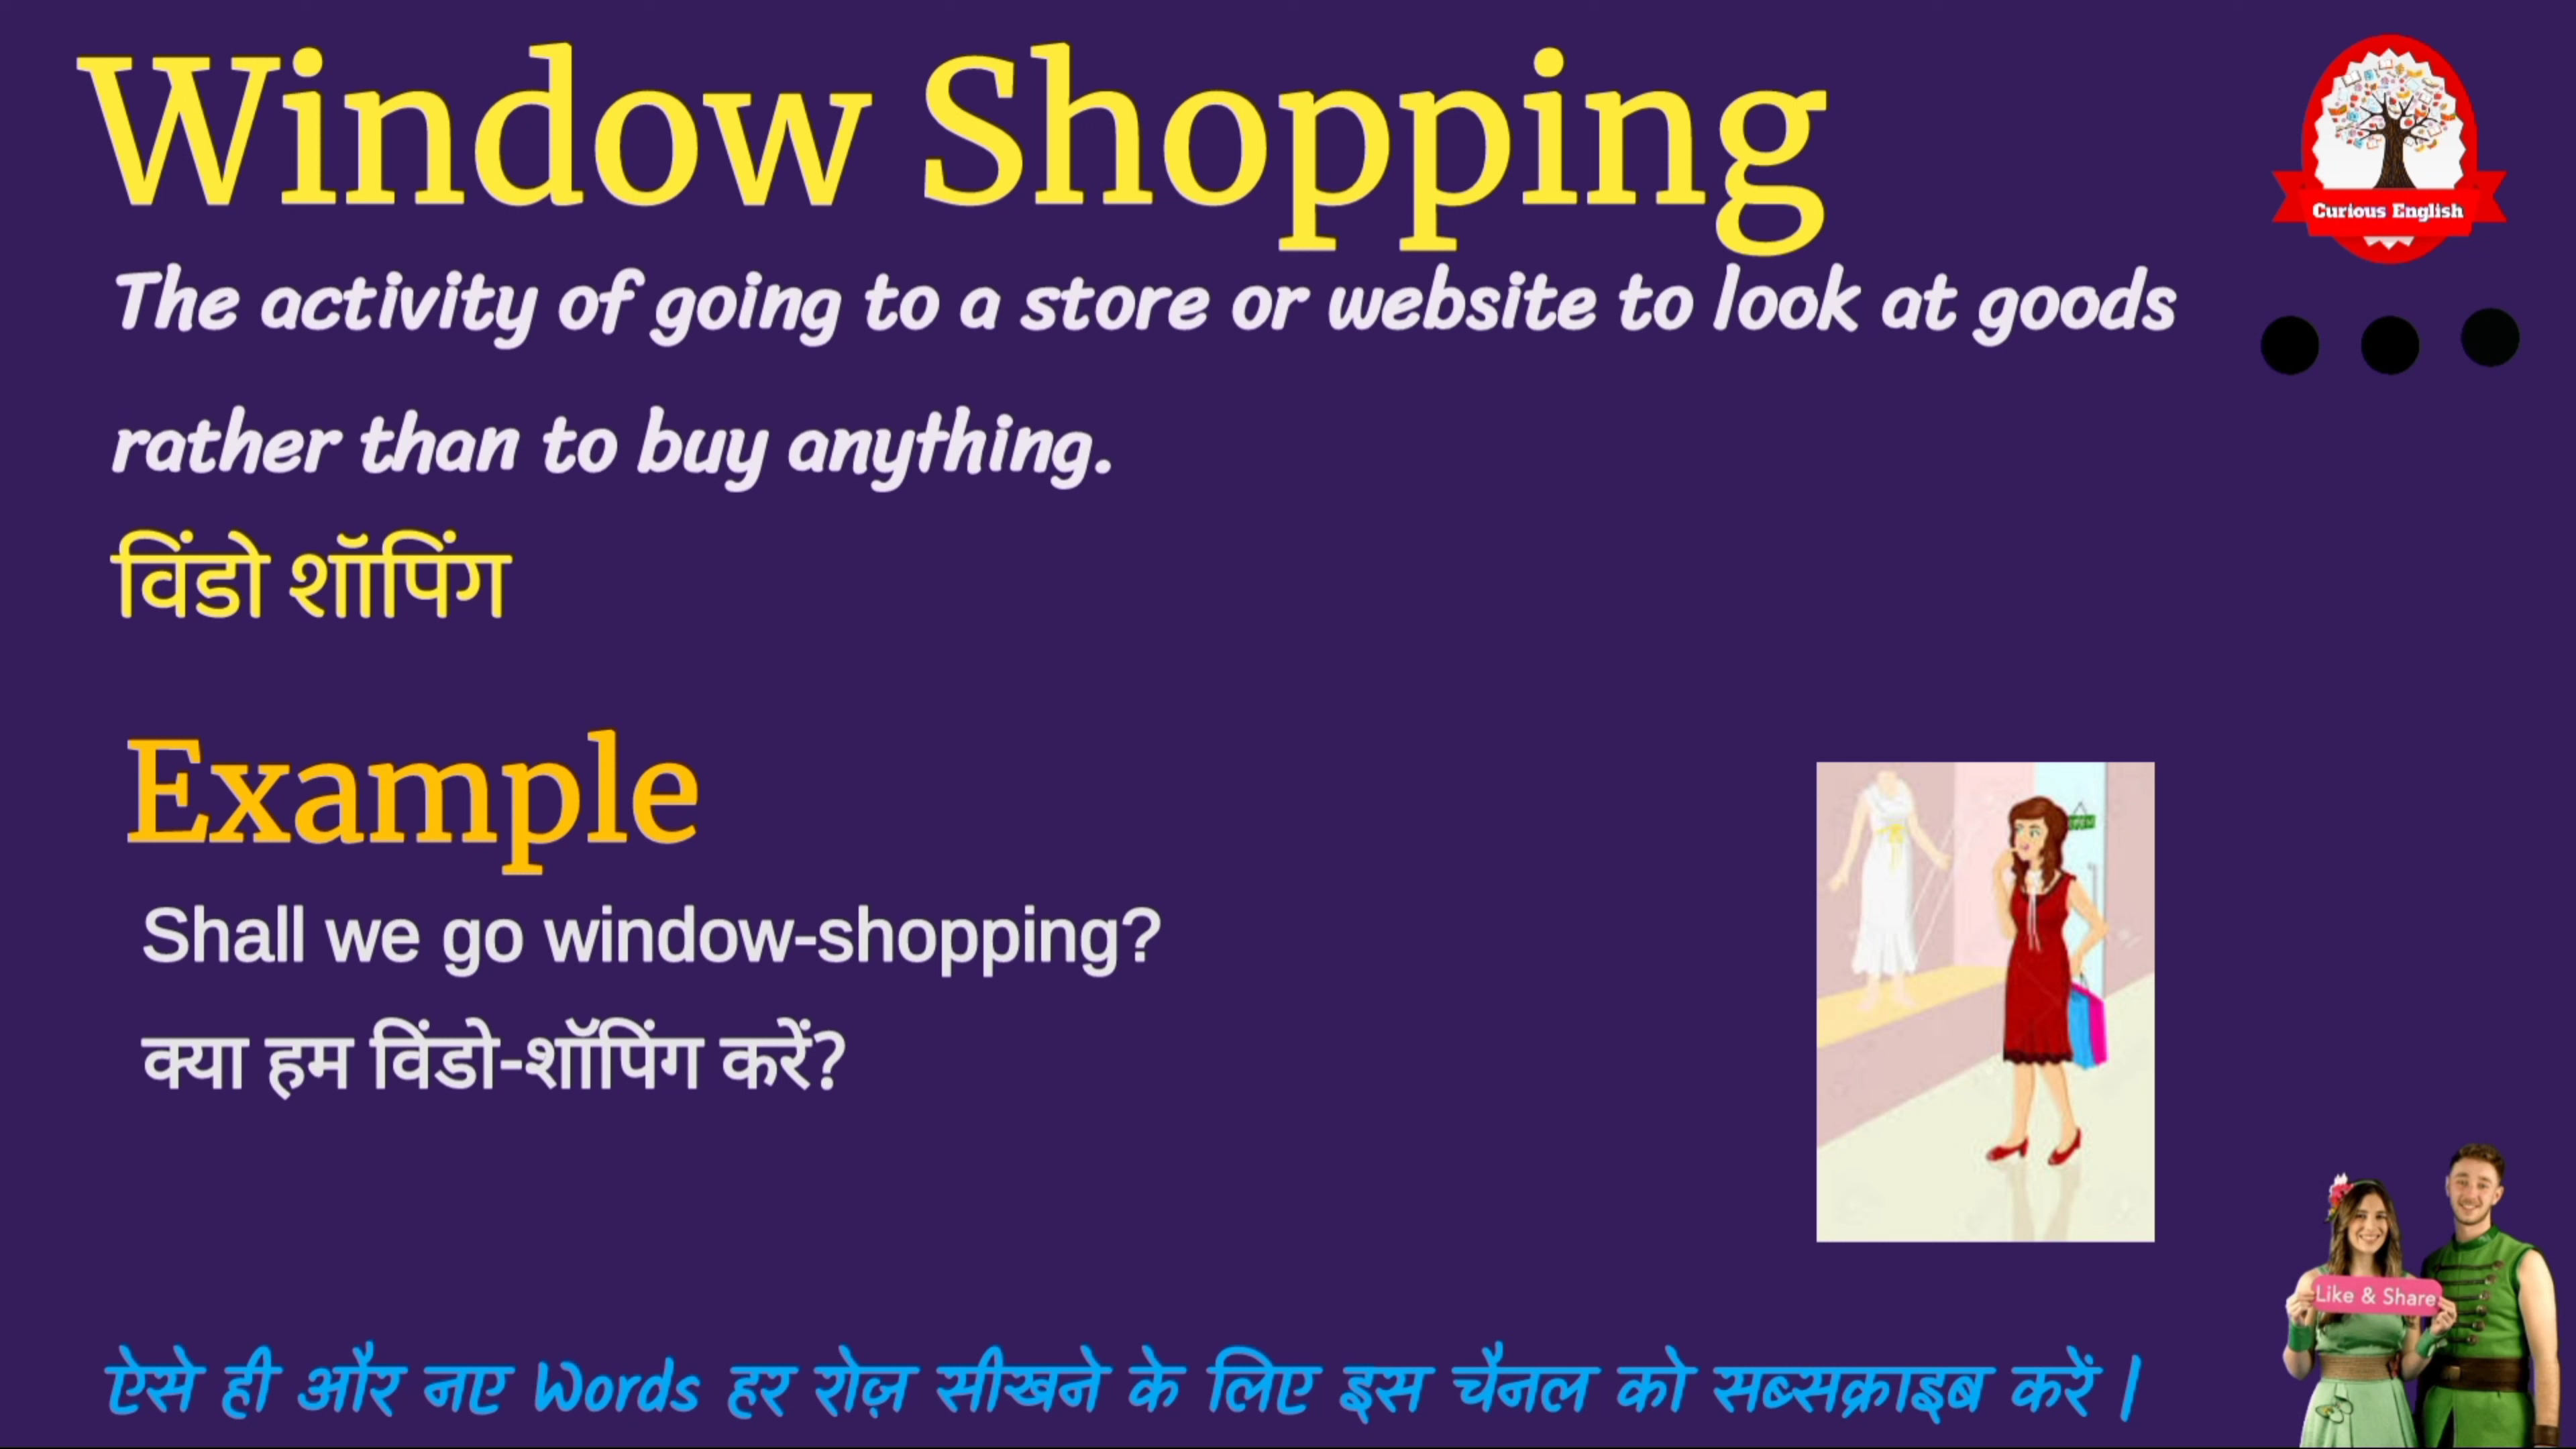 Window Shopping
Curious English
The activity of going to a store or website to look at goods
rather than to buy anything.
विंडो शॉपिंग
Example
Shall we go window-shopping?
क्या हम विंडो-शॉपिंग करें?
Like & Share
ऐसे ही और नए Words हर रोज़ सीखने के लिए इस चैनल को सब्सक्राइब करें |